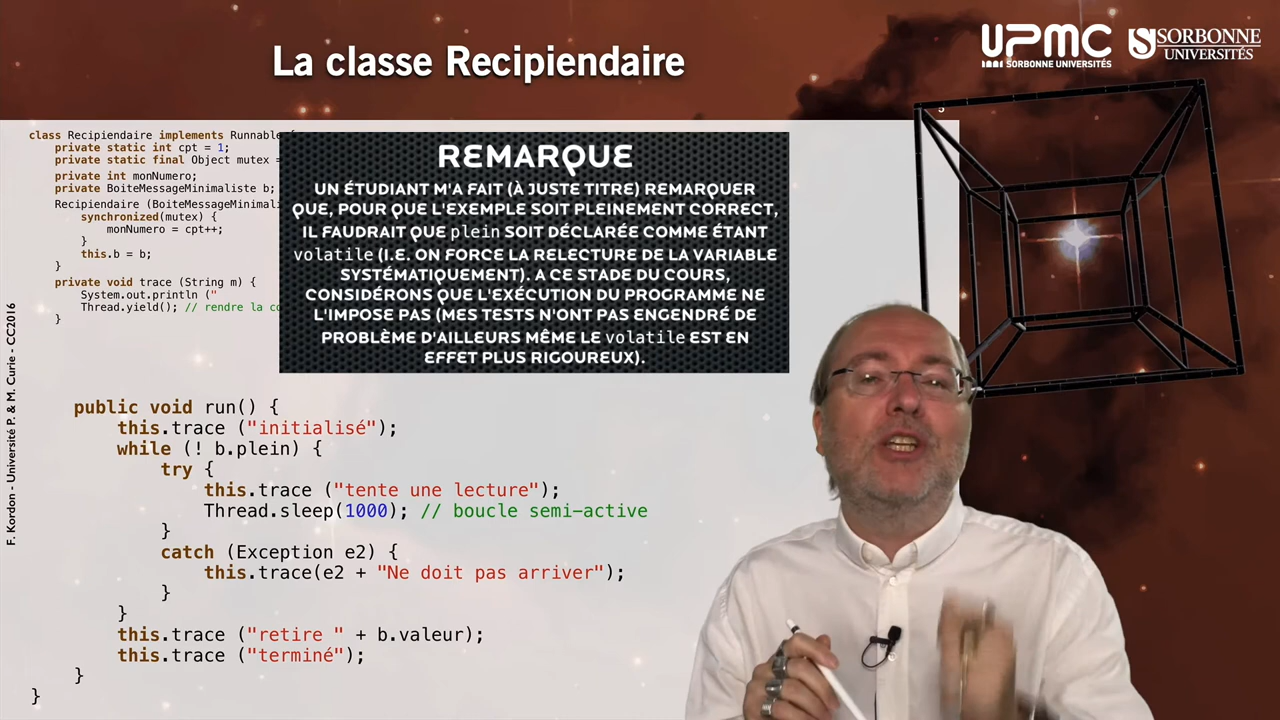 La classe Recipiendaire
UPMC
SORBONNE UNIVERSITÉS
SORBONNE
UNIVERSITÉS
5
class Recipiendaire implements Runnable {
private static int cpt = 1;
private static final Object mutex =
private int monNumero;
private BoiteMessageMinimaliste b;
Recipiendaire (BoiteMessageMinimali
synchronized(mutex) {
monNumero = cpt++;
}
this.b = b;
}
private void trace (String m) {
System.out.println ("
Thread.yield(); // rendre la
}
REMARQUE
UN ÉTUDIANT M'A FAIT (À JUSTE TITRE) REMARQUER
QUE, POUR QUE L'EXEMPLE SOIT PLEINEMENT CORRECT,
IL FAUDRAIT QUE plein SOIT DÉCLARÉE COMME ÉTANT
volatile (I.E. ON FORCE LA RELECTURE DE LA VARIABLE
SYSTÉMATIQUEMENT). A CE STADE DU COURS,
CONSIDÉRONS QUE L'EXÉCUTION DU PROGRAMME NE
L'IMPOSE PAS (MES TESTS N'ONT PAS ENGENDRÉ DE
PROBLÈME D'AILLEURS MÊME LE volatile EST EN
EFFET PLUS RIGOUREUX).
public void run() {
this.trace ("initialisé");
while (! b.plein) {
try {
this.trace ("tente une lecture");
Thread.sleep(1000); // boucle semi-active
}
catch (Exception e2) {
this.trace(e2 + "Ne doit pas arriver");
}
}
this.trace ("retire " + b.valeur);
this.trace ("terminé");
}
}
F. Kordon - Université P. & M. Curie - CC2016